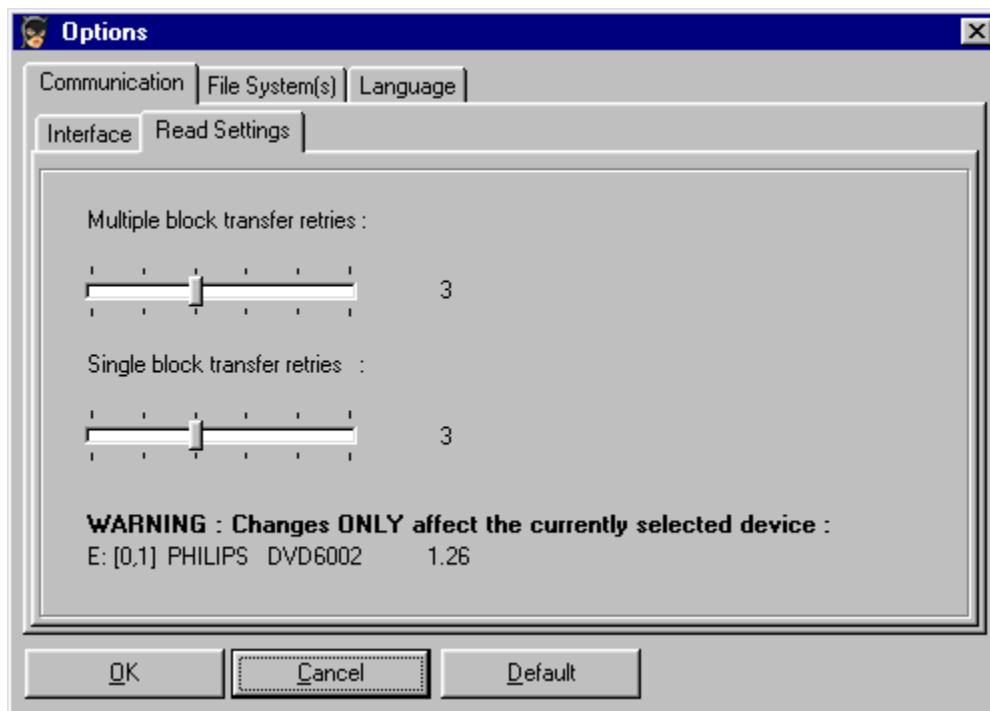 Options
Communication File System(s) Language
Interface Read Settings
Multiple block transfer retries :
3
Single block transfer retries :
3
WARNING : Changes ONLY affect the currently selected device :
E: [0,1] PHILIPS DVD6002 1.26
OK Cancel Default